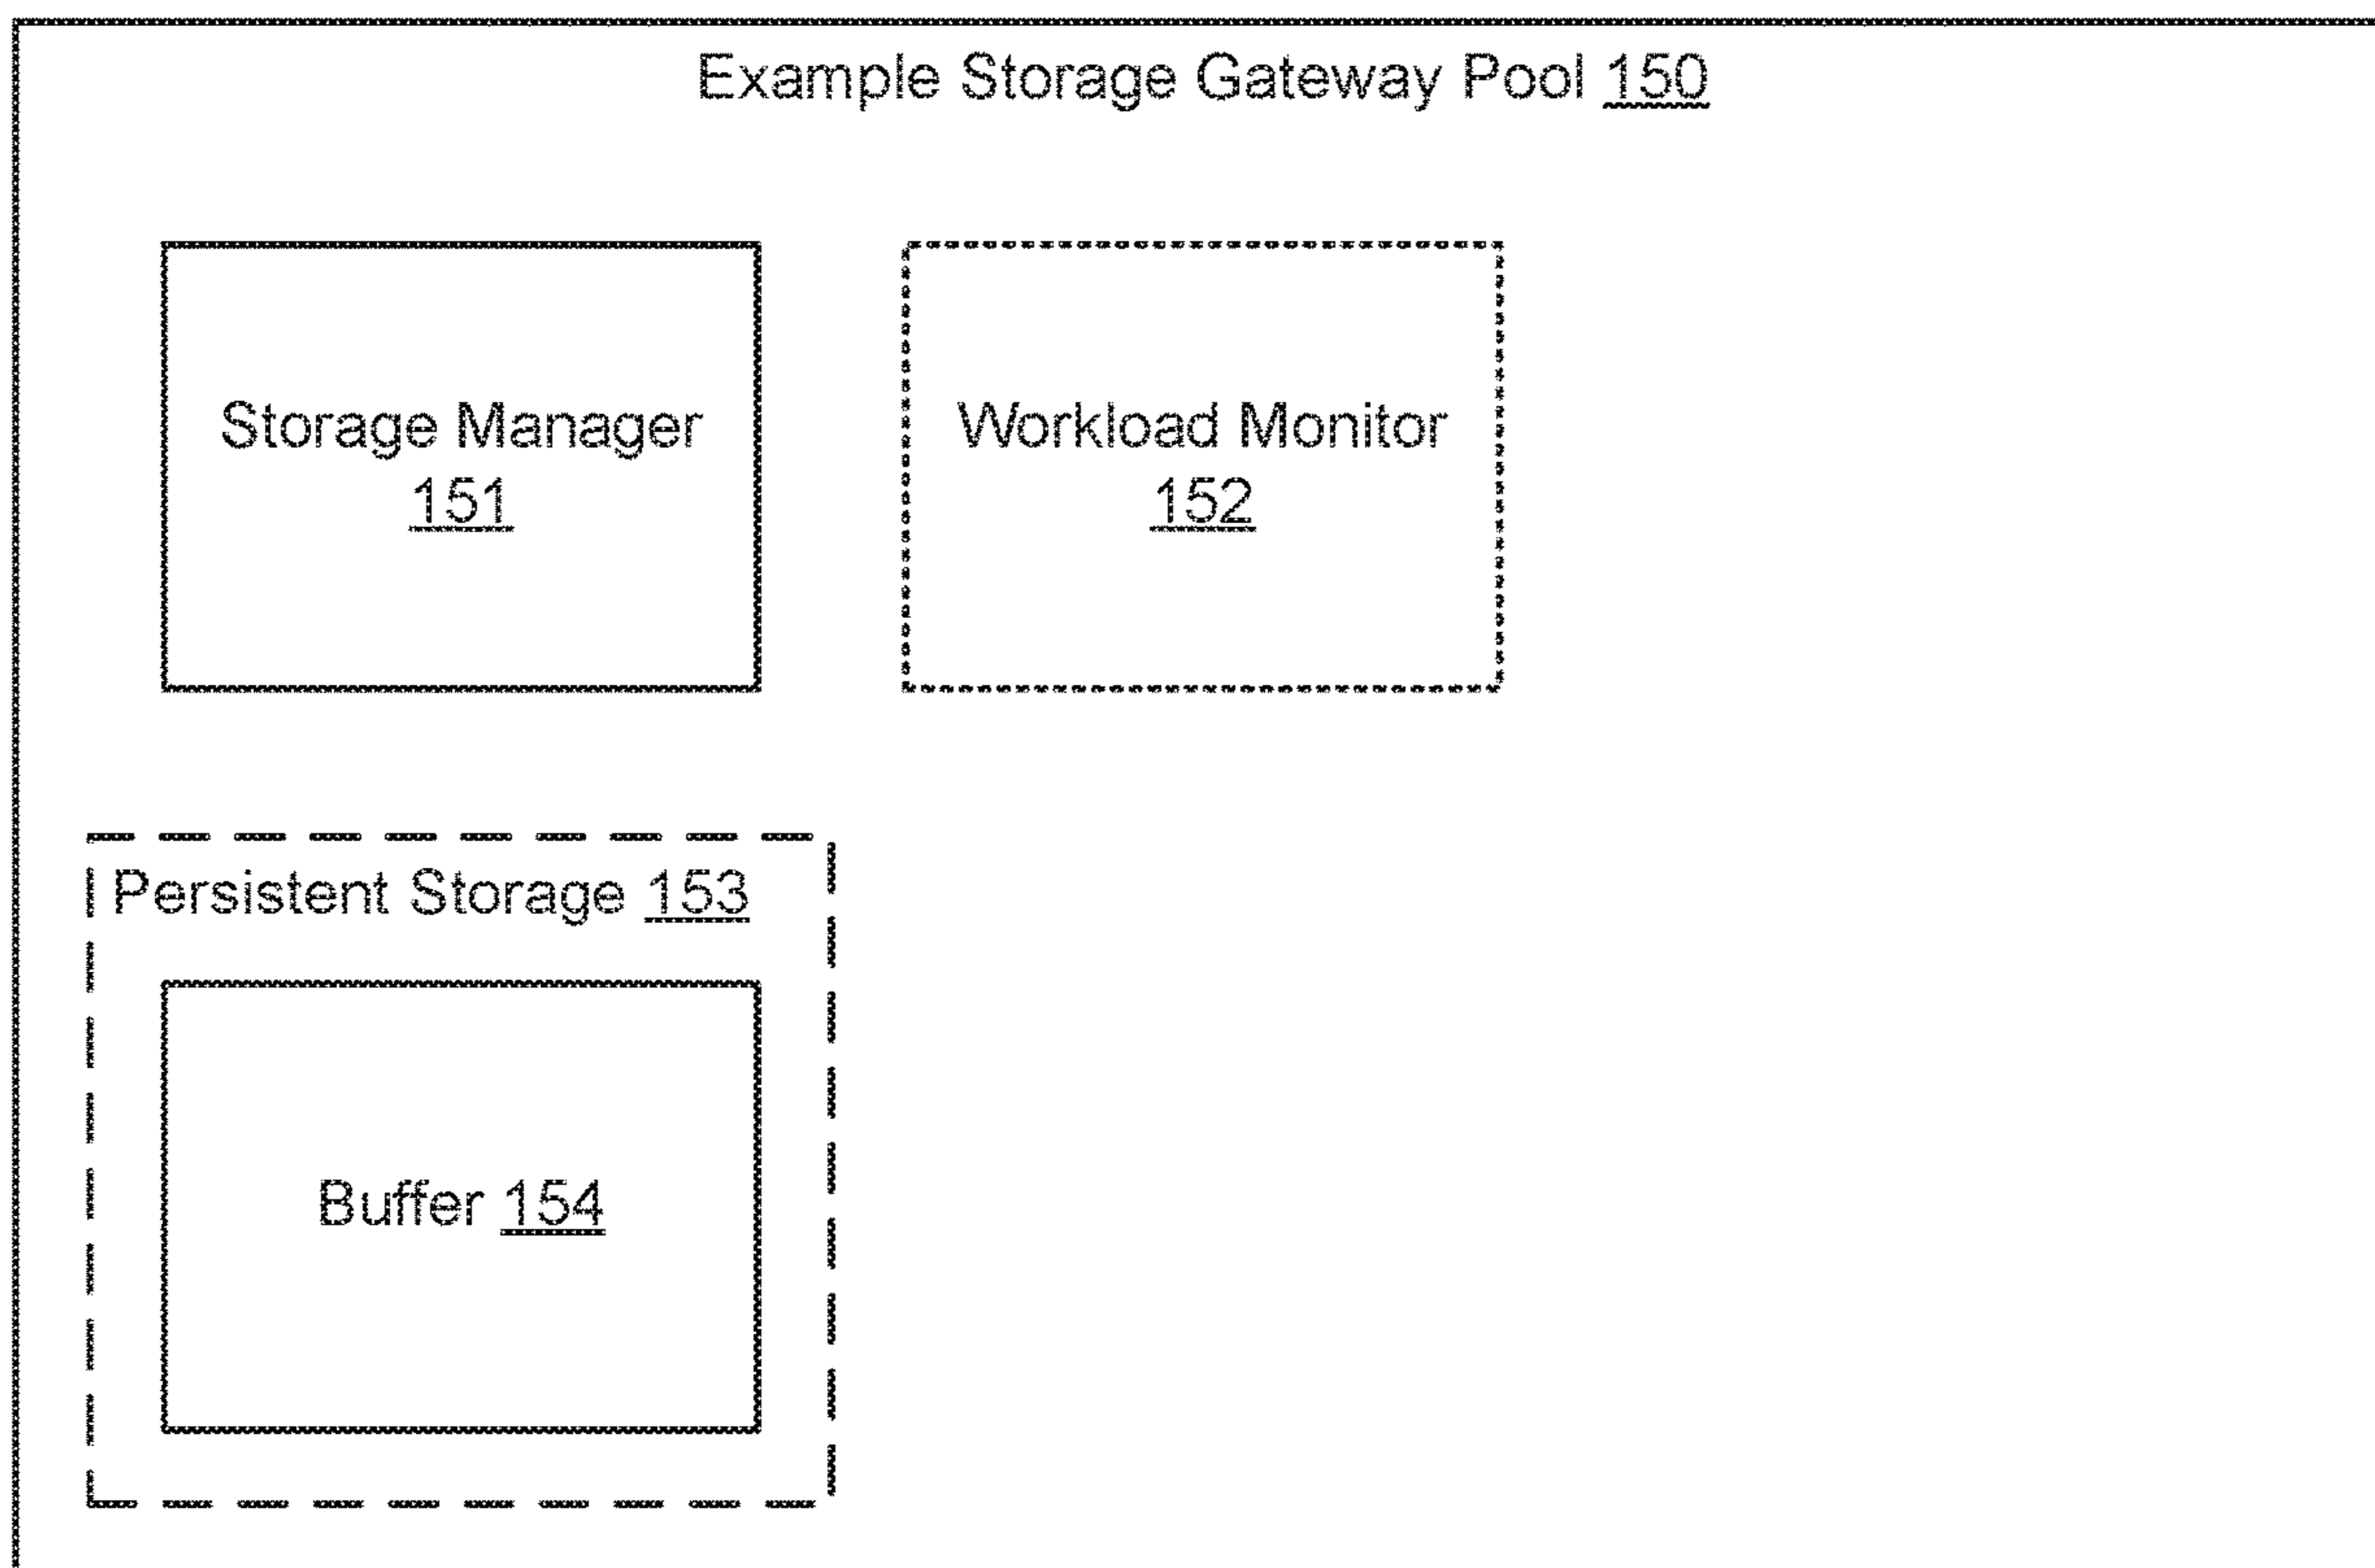 Example Storage Gateway Pool 150
Storage Manager
151
Workload Monitor
152
Persistent Storage 153
Buffer 154